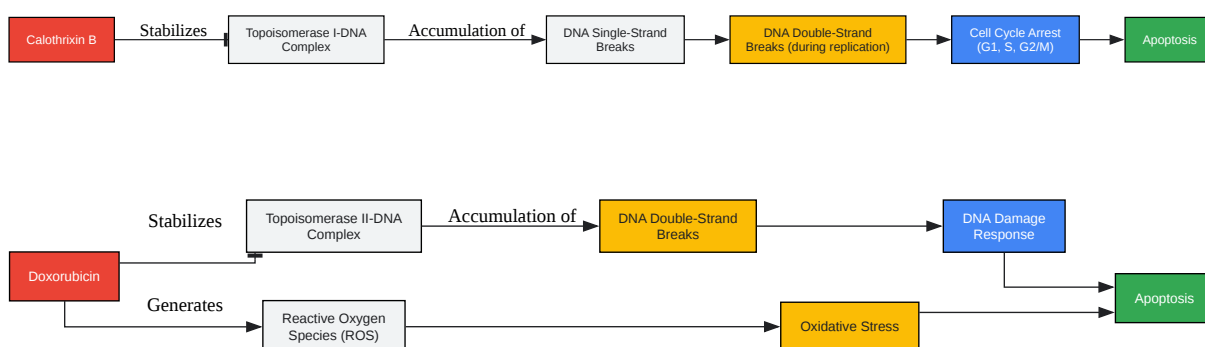 Calothrixin B
Stabilizes
Topoisomerase I-DNA
Complex
Accumulation of
DNA Single-Strand
Breaks
DNA Double-Strand
Breaks (during replication)
Cell Cycle Arrest
(G1, S, G2/M)
Apoptosis
Doxorubicin
Stabilizes
Topoisomerase II-DNA
Complex
Accumulation of
DNA Double-Strand
Breaks
DNA Damage
Response
Generates
Reactive Oxygen
Species (ROS)
Oxidative Stress
Apoptosis